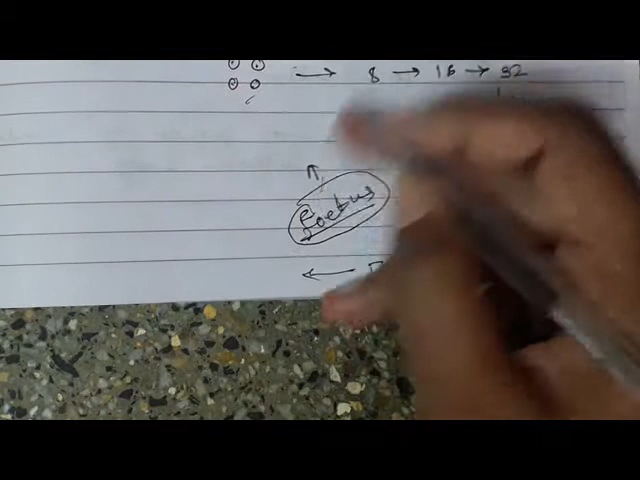 → 8 → 16 → 32
Foetus